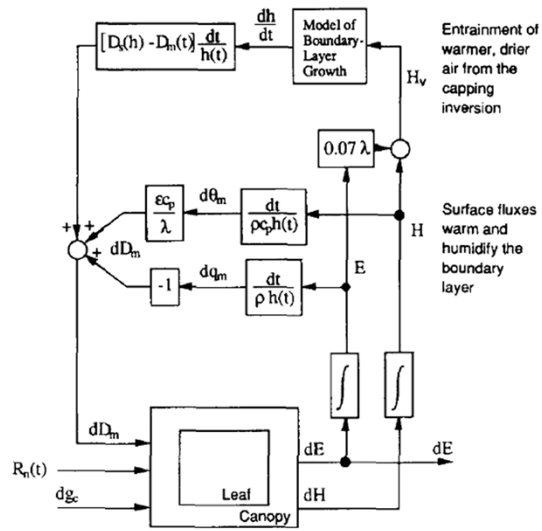 [D_s(h) - D_m(t)] dt/h(t)
dh/dt
Model of
Boundary-
Layer
Growth
H_v
Entrainment of
warmer, drier
air from the
capping
inversion
0.07 λ
εc_p/λ
dθ_m
dt/ρc_p h(t)
H
Surface fluxes
warm and
humidify the
boundary
layer
+
+
+
dD_m
-1
dq_m
dt/ρ h(t)
E
∫
∫
dD_m
R_n(t)
dg_c
Leaf
Canopy
dE
dH
dE